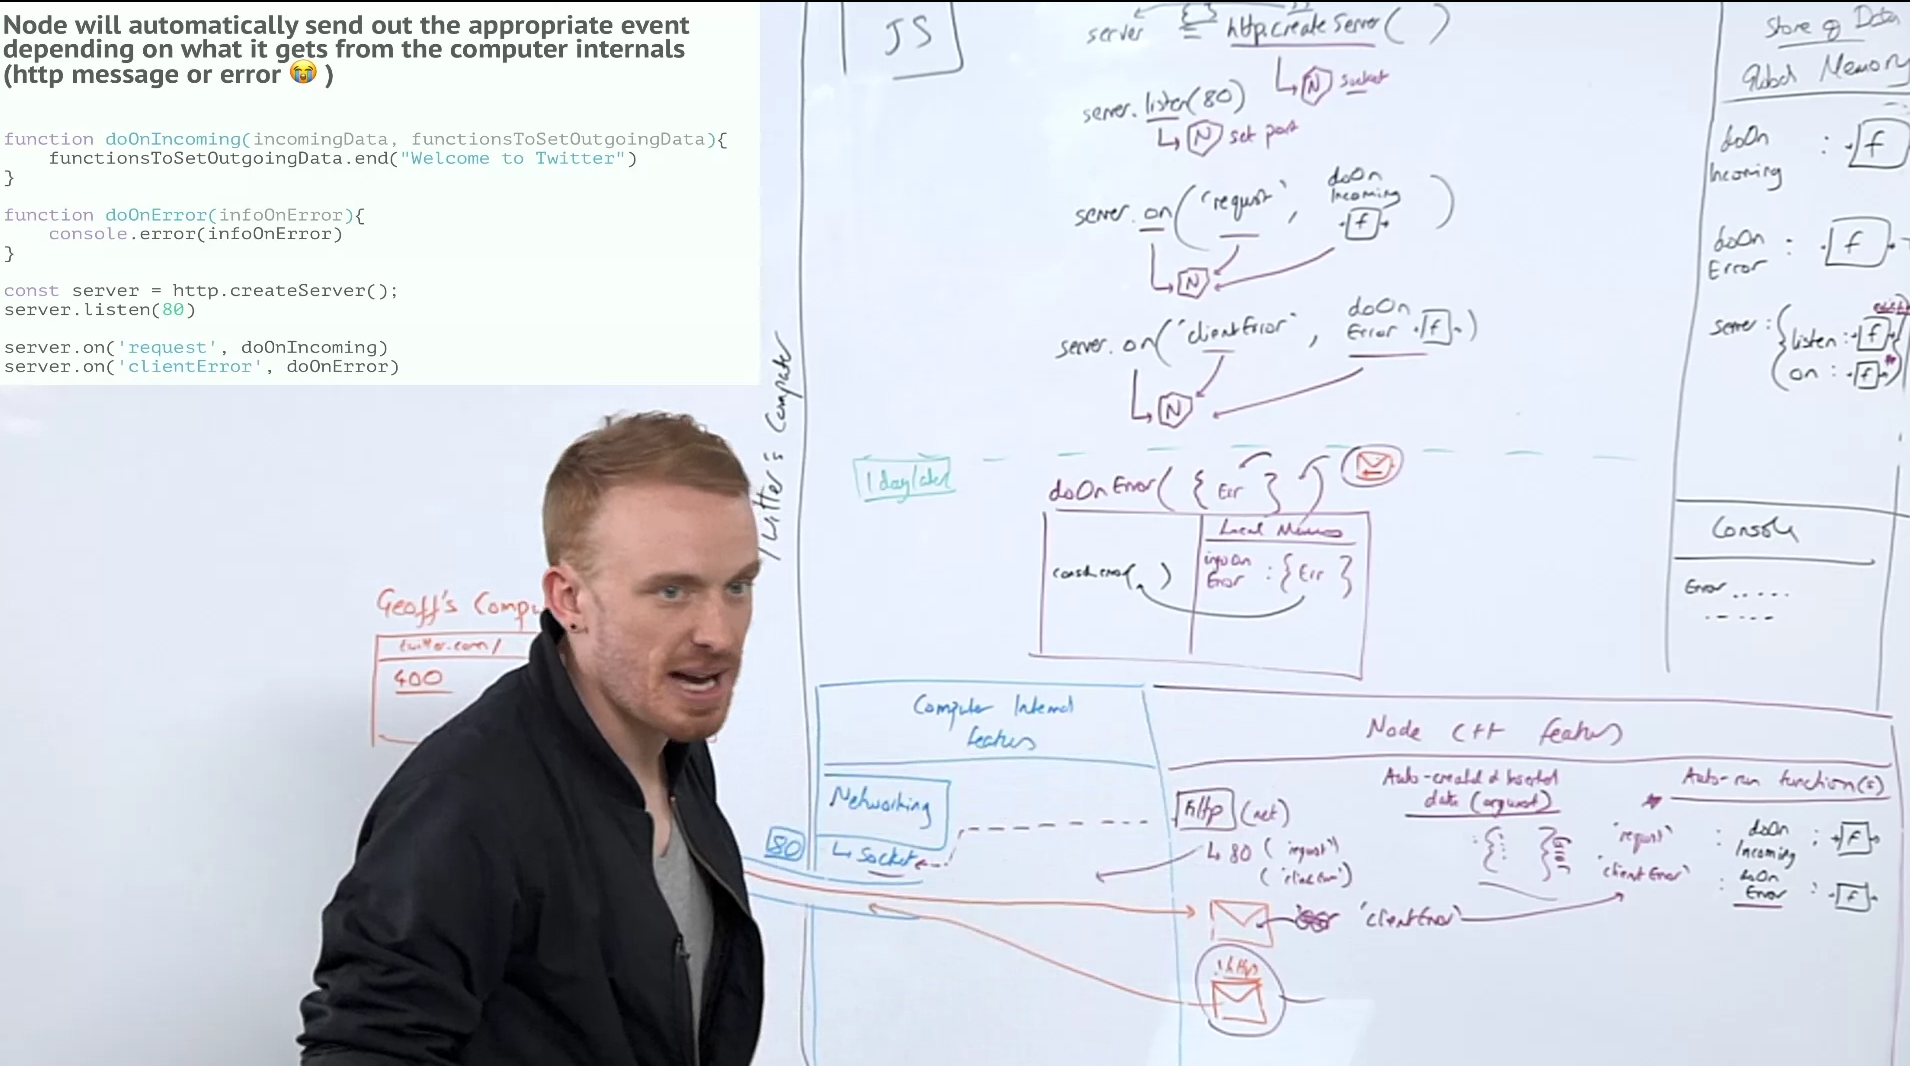 Node will automatically send out the appropriate event
depending on what it gets from the computer internals
(http message or error 😭 )
function doOnIncoming(incomingData, functionsToSetOutgoingData){
functionsToSetOutgoingData.end("Welcome to Twitter")
}
function doOnError(infoOnError){
console.error(infoOnError)
}
const server = http.createServer();
server.listen(80)
server.on('request', doOnIncoming)
server.on('clientError', doOnError)
JS
server = http.createServer( )
N socket
server.listen(80)
N set port
server.on('request', doOn Incoming f )
N
server.on('clientError', doOn Error f )
N
1 day later
doOnError( { Err } )
Local
infoOn Error : { Err }
Store of Data
Global Memory
doOn Incoming : f
doOn Error : f
server : { listen : f
on : f }
Console
Error .....
Twitter's Computer
Geoff's Compu
twitter.com/
400
Computer Internal
features
Networking
Socket
80
Node C++ features
http (net)
80 ('request')
('clientError')
Auto-created & inserted
data (argument)
Auto-run function(s)
'request' : doOn Incoming : f
'clientError' : doOn Error : f
'clientError'
http